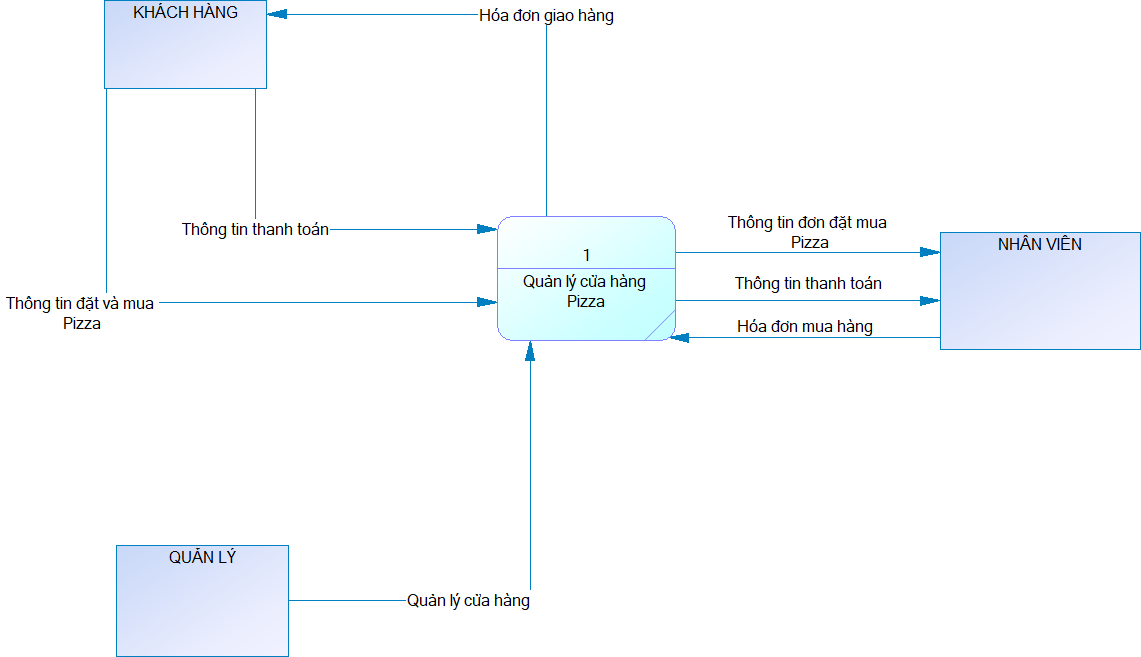 KHÁCH HÀNG
Hóa đơn giao hàng
Thông tin thanh toán
Thông tin đặt và mua
Pizza
1
Quản lý cửa hàng
Pizza
Thông tin đơn đặt mua
Pizza
Thông tin thanh toán
Hóa đơn mua hàng
NHÂN VIÊN
QUẢN LÝ
Quản lý cửa hàng